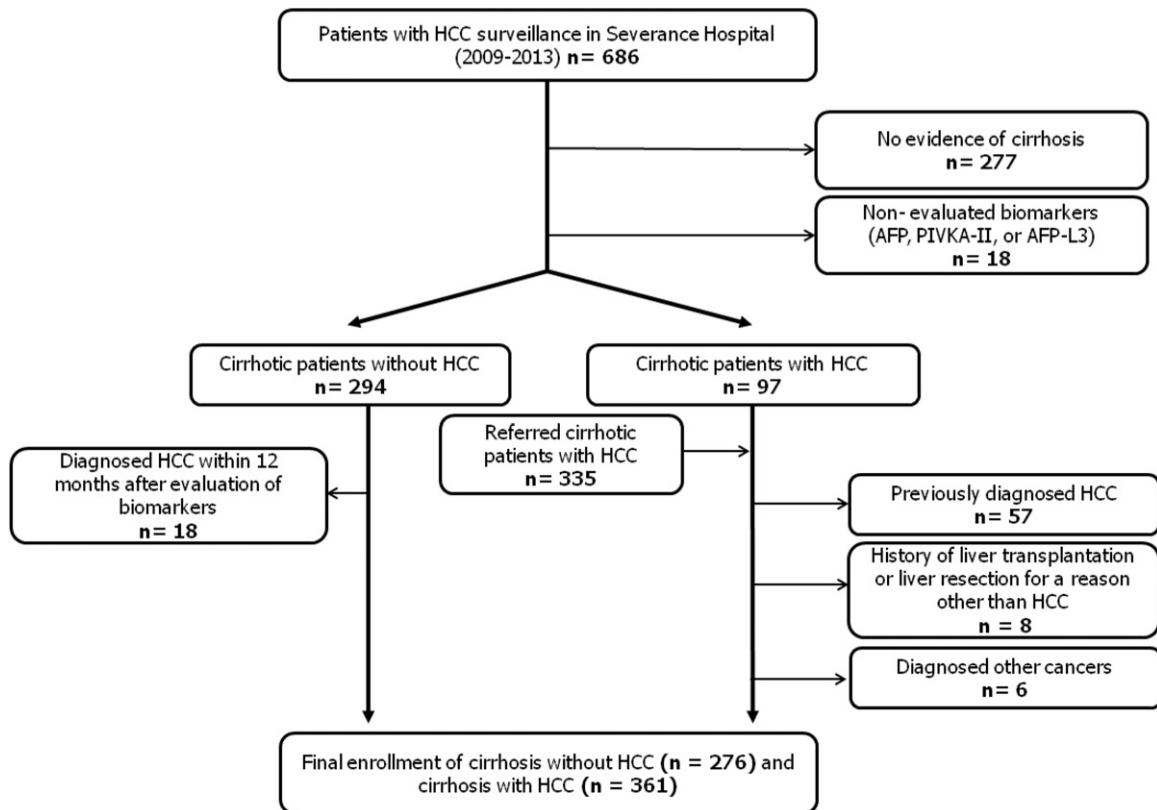 Patients with HCC surveillance in Severance Hospital
(2009-2013) n= 686
No evidence of cirrhosis
n= 277
Non- evaluated biomarkers
(AFP, PIVKA-II, or AFP-L3)
n= 18
Cirrhotic patients without HCC
n= 294
Cirrhotic patients with HCC
n= 97
Referred cirrhotic
patients with HCC
n= 335
Diagnosed HCC within 12
months after evaluation of
biomarkers
n= 18
Previously diagnosed HCC
n= 57
History of liver transplantation
or liver resection for a reason
other than HCC
n = 8
Diagnosed other cancers
n= 6
Final enrollment of cirrhosis without HCC (n = 276) and
cirrhosis with HCC (n = 361)